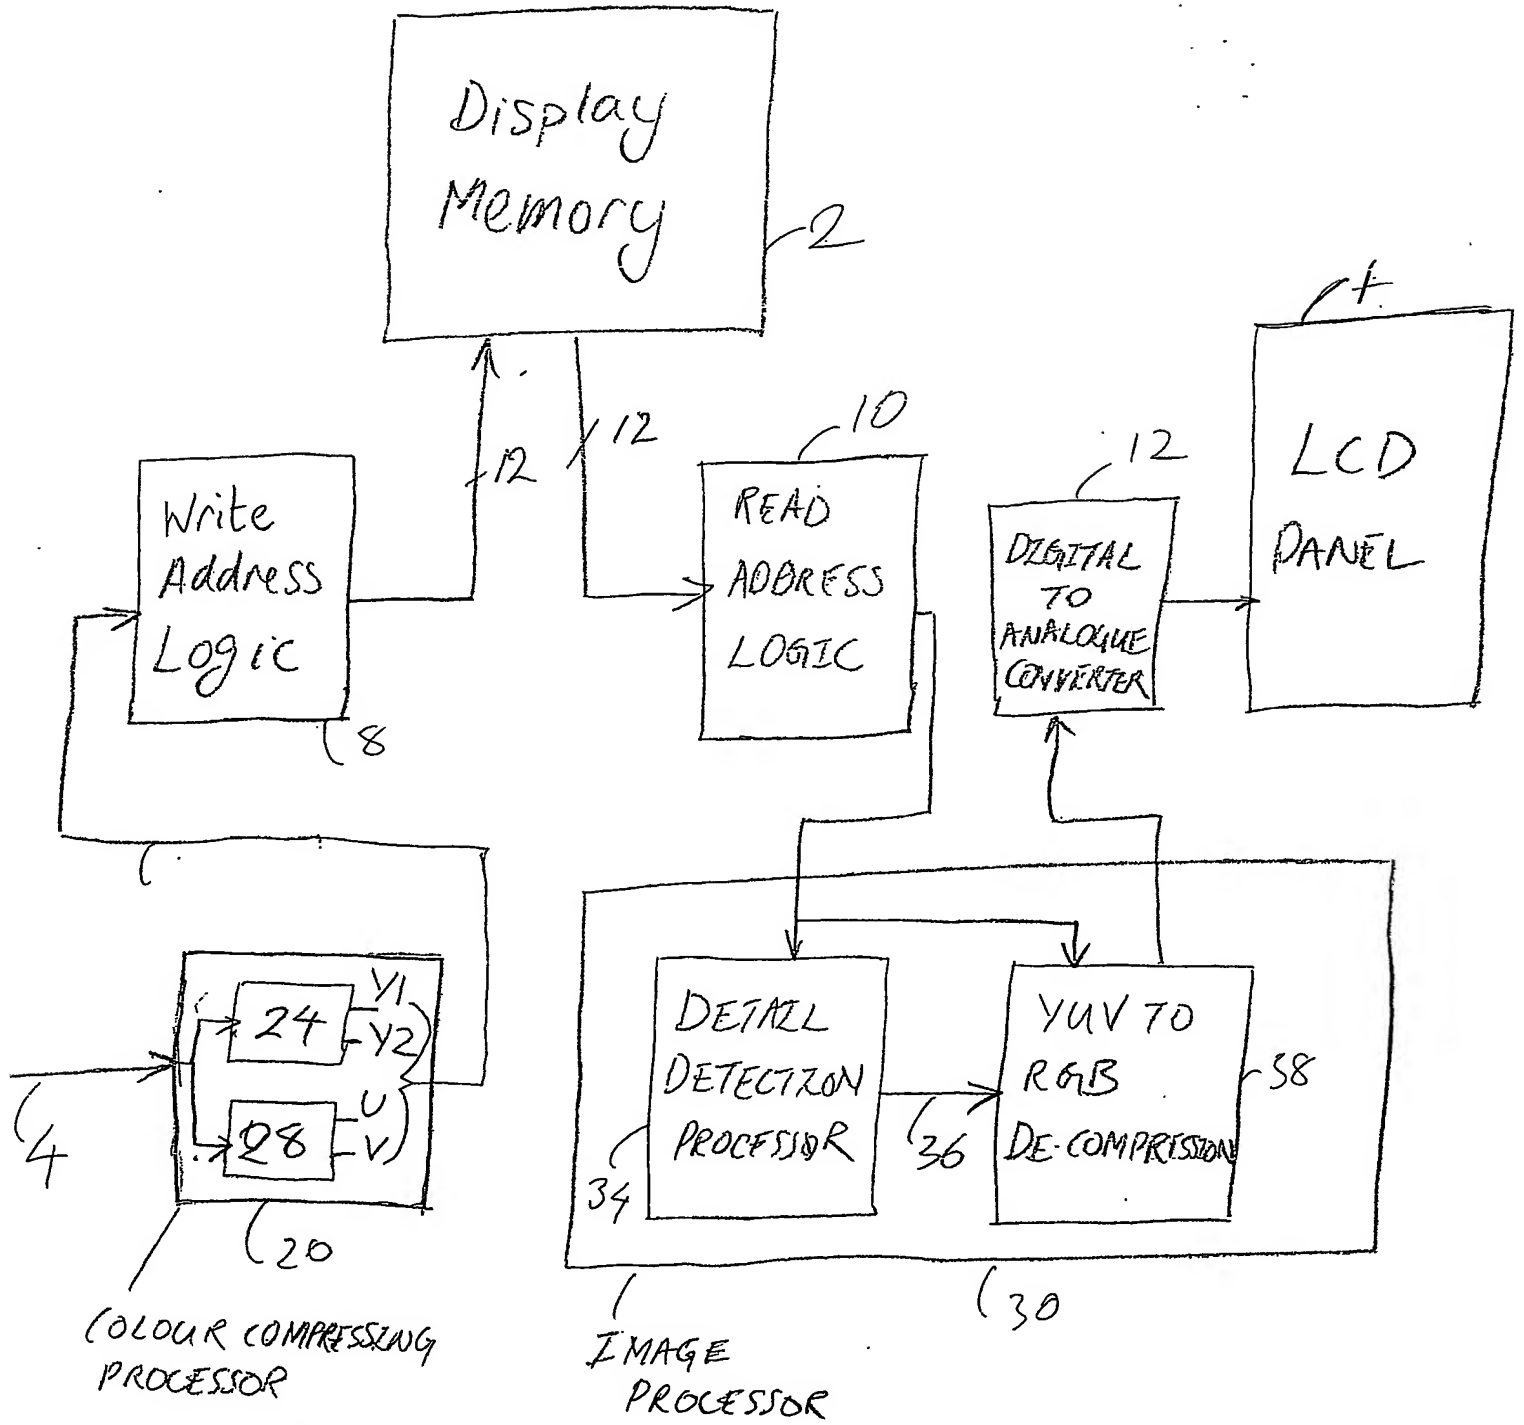 Display
Memory
2
+
LCD
PANEL
12
12
10
12
Write
Address
Logic
8
READ
ADDRESS
LOGIC
DIGITAL
TO
ANALOGUE
CONVERTER
4
24
Y1
Y2
28
U
V
20
COLOUR COMPRESSING
PROCESSOR
DETAIL
DETECTION
PROCESSOR
34
36
YUV TO
RGB
DE-COMPRESSION
38
30
IMAGE
PROCESSOR